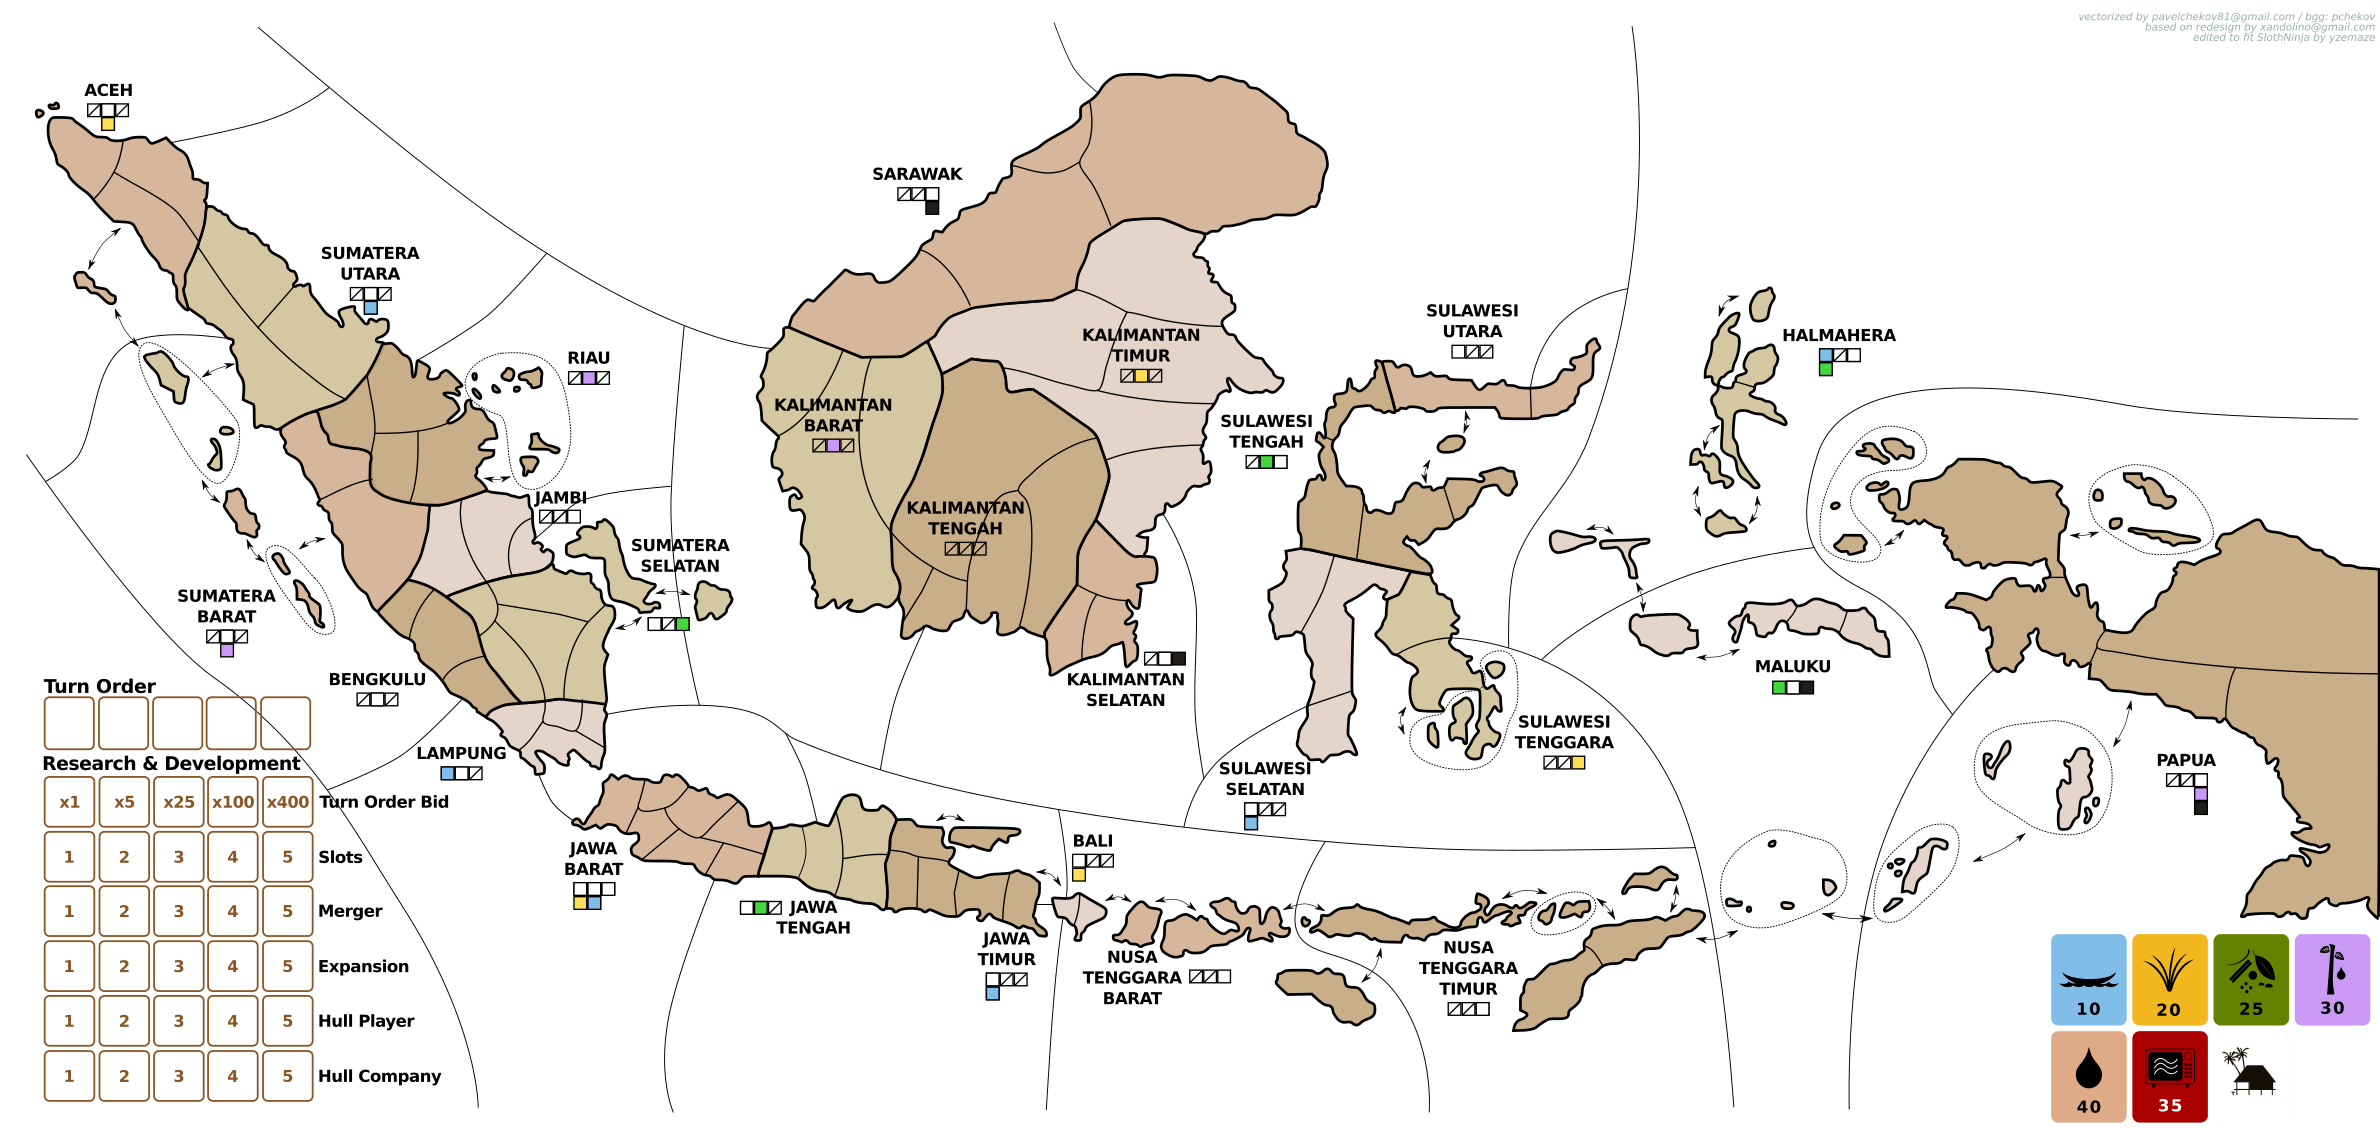 vectorized by pavelchekov81@gmail.com / bgg: pchekov
based on redesign by xandolino@gmail.com
edited to fit SlothNinja by yzemaze
ACEH
SARAWAK
SUMATERA
UTARA
RIAU
SULAWESI
UTARA
HALMAHERA
KALIMANTAN
TIMUR
KALIMANTAN
BARAT
SULAWESI
TENGAH
JAMBI
KALIMANTAN
TENGAH
SUMATERA
SELATAN
SUMATERA
BARAT
BENGKULU
KALIMANTAN
SELATAN
MALUKU
SULAWESI
TENGGARA
LAMPUNG
SULAWESI
SELATAN
PAPUA
JAWA
BARAT
BALI
JAWA
TENGAH
JAWA
TIMUR
NUSA
TENGGARA
BARAT
NUSA
TENGGARA
TIMUR
Turn Order
Research & Development
x1 x5 x25 x100 x400 Turn Order Bid
1 2 3 4 5 Slots
1 2 3 4 5 Merger
1 2 3 4 5 Expansion
1 2 3 4 5 Hull Player
1 2 3 4 5 Hull Company
10 20 25 30
40 35